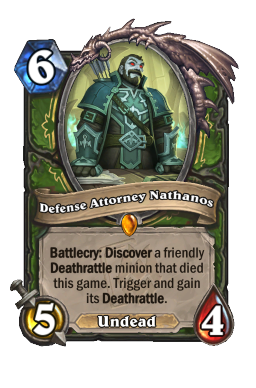 6
Defense Attorney Nathanos
Battlecry: Discover a friendly
Deathrattle minion that died
this game. Trigger and gain
its Deathrattle.
5
Undead
4